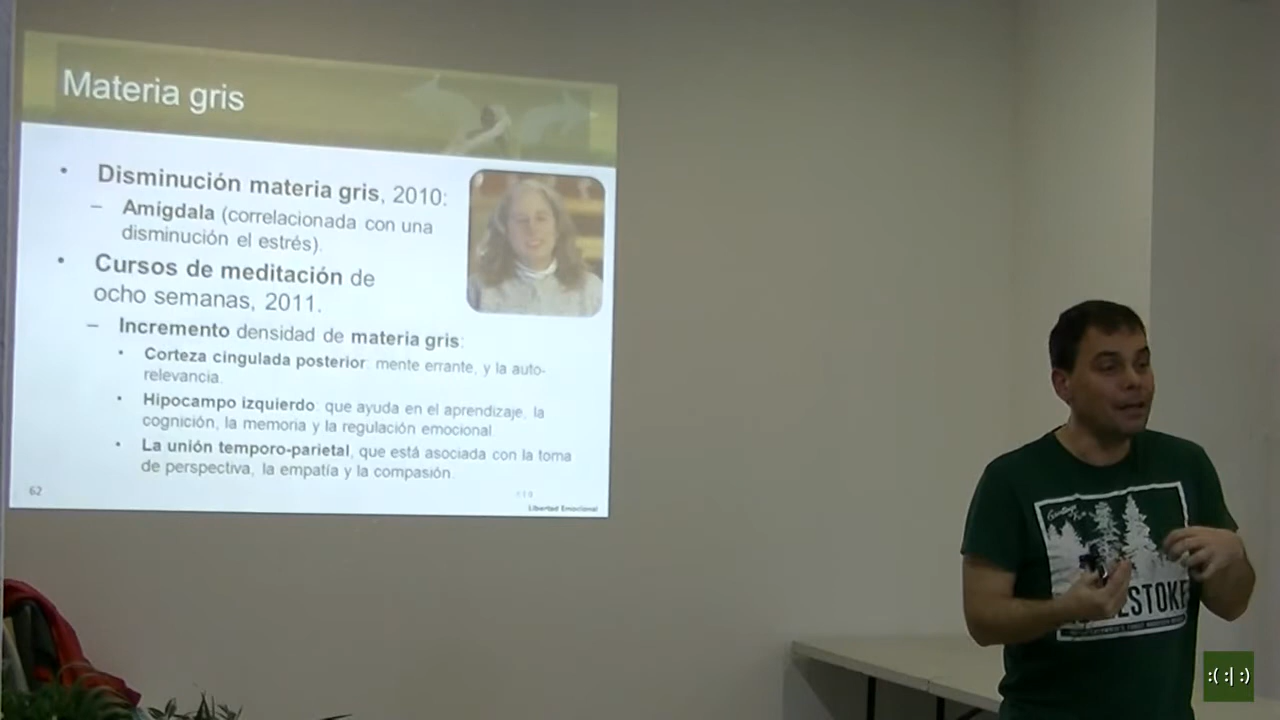 Materia gris
• Disminución materia gris, 2010:
– Amígdala (correlacionada con una
disminución el estrés).
• Cursos de meditación de
ocho semanas, 2011.
– Incremento densidad de materia gris:
• Corteza cingulada posterior: mente errante, y la auto-
relevancia.
• Hipocampo izquierdo: que ayuda en el aprendizaje, la
cognición, la memoria y la regulación emocional
• La unión temporo-parietal, que está asociada con la toma
de perspectiva, la empatía y la compasión.
62
Libertad Emocional
:( :| :)